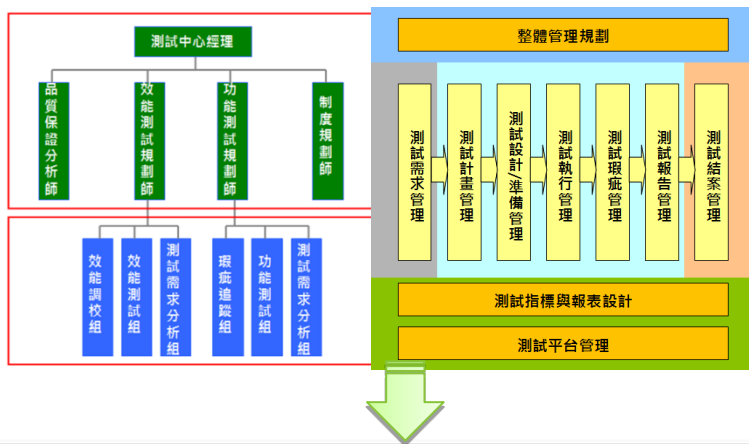 測試中心經理
品質保證分析師
效能測試規劃師
功能測試規劃師
制度規劃師
效能調校組
效能測試組
測試需求分析組
瑕疵追蹤組
功能測試組
測試需求分析組
整體管理規劃
測試需求管理
測試計畫管理
測試設計/準備管理
測試執行管理
測試瑕疵管理
測試報告管理
測試結案管理
測試指標與報表設計
測試平台管理